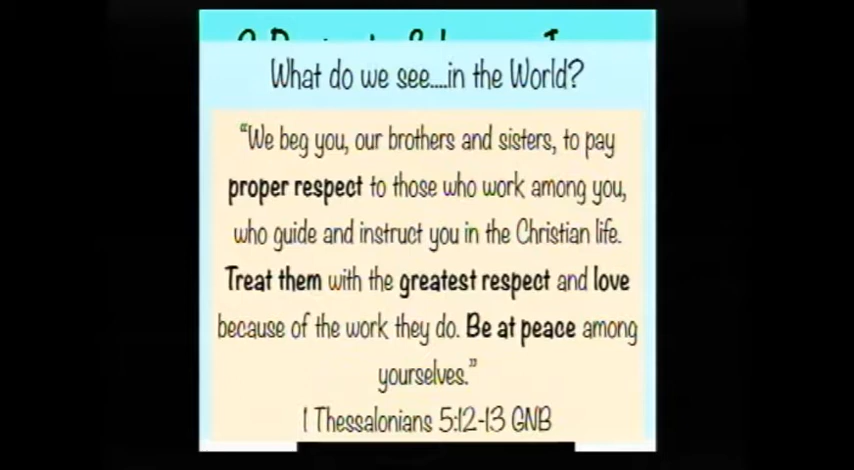 What do we see....in the World?
“We beg you, our brothers and sisters, to pay
proper respect to those who work among you,
who guide and instruct you in the Christian life.
Treat them with the greatest respect and love
because of the work they do. Be at peace among
yourselves.”
1 Thessalonians 5:12-13 GNB